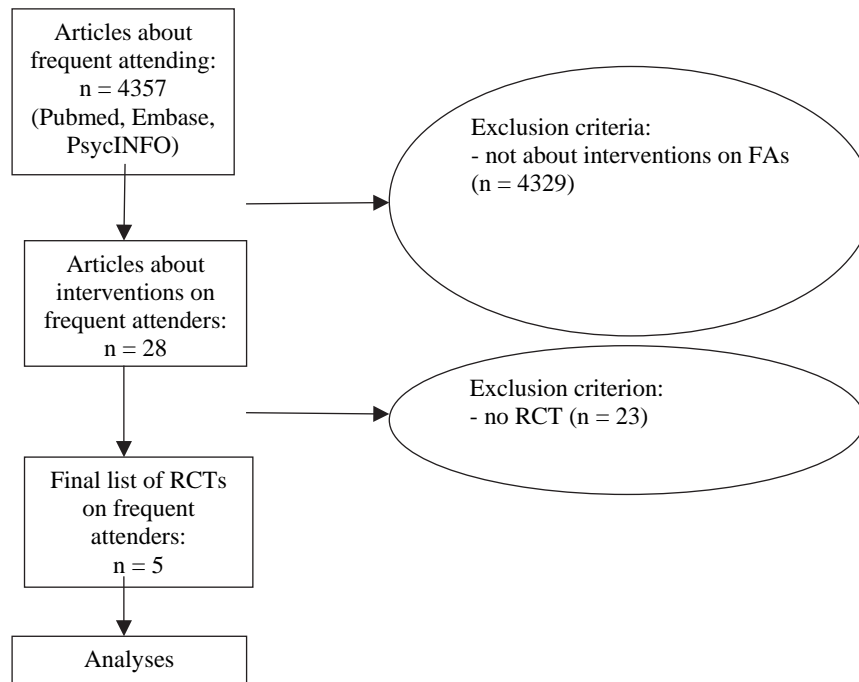 Articles about
frequent attending:
n = 4357
(Pubmed, Embase,
PsycINFO)
Exclusion criteria:
- not about interventions on FAs
(n = 4329)
Articles about
interventions on
frequent attenders:
n = 28
Exclusion criterion:
- no RCT (n = 23)
Final list of RCTs
on frequent
attenders:
n = 5
Analyses